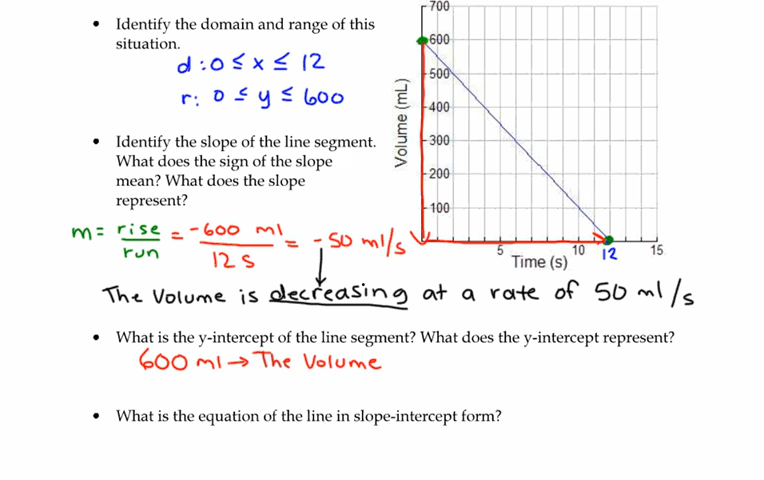 • Identify the domain and range of this
situation.
d: 0 ≤ x ≤ 12
r: 0 ≤ y ≤ 600
• Identify the slope of the line segment.
What does the sign of the slope
mean? What does the slope
represent?
m = rise/run = -600 ml/12 s = -50 ml/s
The Volume is decreasing at a rate of 50 ml/s
• What is the y-intercept of the line segment? What does the y-intercept represent?
600 ml → The Volume
• What is the equation of the line in slope-intercept form?
Volume (mL)
700
600
500
400
300
200
100
5
10
15
12
Time (s)